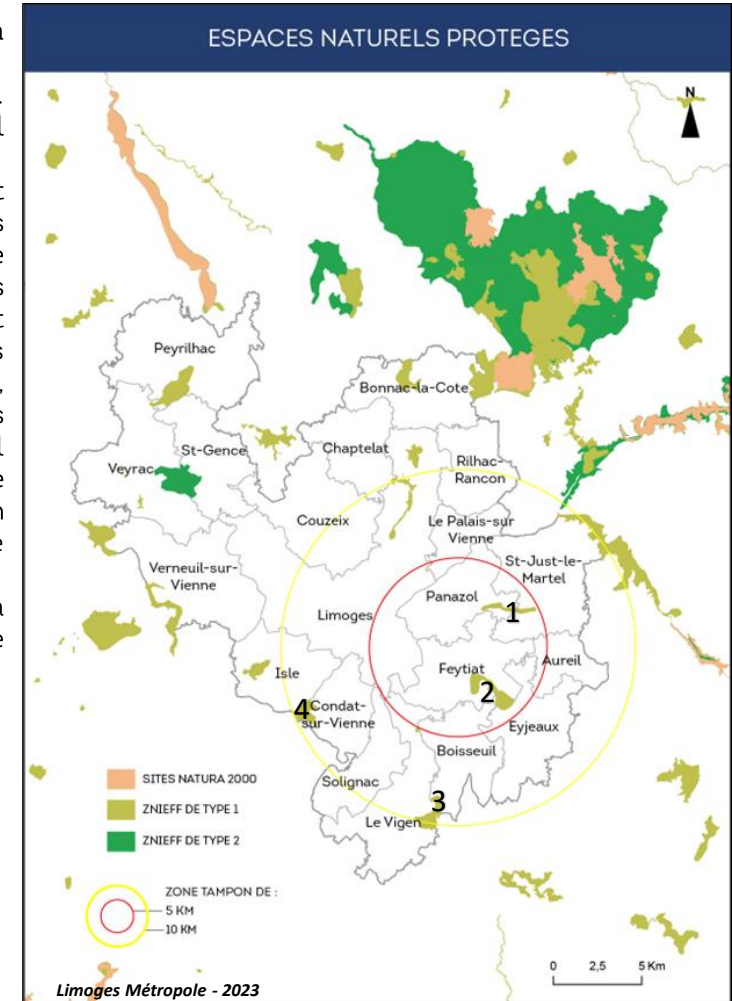 ESPACES NATURELS PROTEGES
N
Peyrilhac
Bonnac-la-Cote
St-Gence
Chaptelat
Veyrac
Rilhac-
Rancon
Couzeix
Le Palais-sur
Vienne
St-Just-le-
Martel
Verneuil-sur-
Vienne
Panazol
1
Limoges
Feytiat
Aureil
Isle
2
4
Condat-
sur-Vienne
Eyjeaux
Boisseuil
Solignac
3
Le Vigen
SITES NATURA 2000
ZNIEFF DE TYPE 1
ZNIEFF DE TYPE 2
ZONE TAMPON DE :
5 KM
10 KM
0 2,5 5 Km
Limoges Métropole - 2023